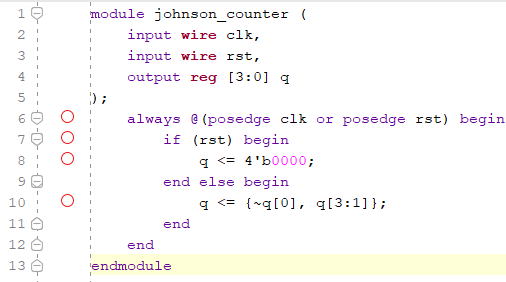 1 module johnson_counter (
2     input wire clk,
3     input wire rst,
4     output reg [3:0] q
5 );
6     always @(posedge clk or posedge rst) begin
7         if (rst) begin
8             q <= 4'b0000;
9         end else begin
10             q <= {~q[0], q[3:1]};
11         end
12     end
13 endmodule